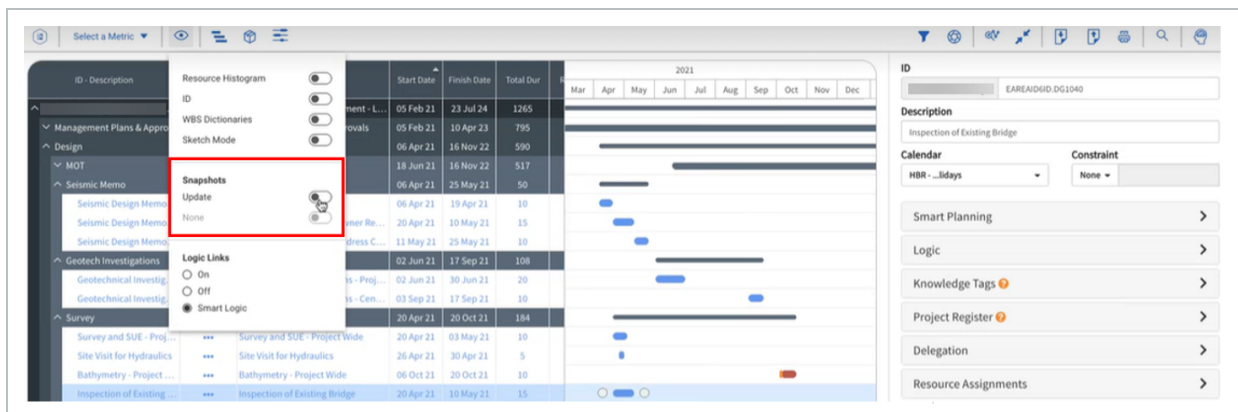 Select a Metric
ID - Description
Start Date
Finish Date
Total Dur
2021
Mar Apr May Jun Jul Aug Sep Oct Nov Dec
Resource Histogram
ID
WBS Dictionaries
Sketch Mode
Snapshots
Update
None
Logic Links
On
Off
Smart Logic
ment - L... 05 Feb 21 23 Jul 24 1265
Management Plans & Appro rovals 05 Feb 21 10 Apr 23 795
Design 06 Apr 21 16 Nov 22 590
MOT 18 Jun 21 16 Nov 22 517
Seismic Memo 06 Apr 21 25 May 21 50
Seismic Design Memo 06 Apr 21 19 Apr 21 10
Seismic Design Memo wner Re... 20 Apr 21 10 May 21 15
Seismic Design Memo ddress C... 11 May 21 25 May 21 10
Geotech Investigations 02 Jun 21 17 Sep 21 108
Geotechnical Investig. ns - Proj... 02 Jun 21 30 Jun 21 20
Geotechnical Investig. ns - Cen... 03 Sep 21 17 Sep 21 10
Survey 20 Apr 21 20 Oct 21 184
Survey and SUE - Proj... ••• Survey and SUE - Project Wide 20 Apr 21 03 May 21 10
Site Visit for Hydraulics ••• Site Visit for Hydraulics 26 Apr 21 30 Apr 21 5
Bathymetry - Project ... ••• Bathymetry - Project Wide 06 Oct 21 20 Oct 21 10
Inspection of Existing ... ••• Inspection of Existing Bridge 20 Apr 21 10 May 21 15
ID
EAREAIDGID.DG1040
Description
Inspection of Existing Bridge
Calendar Constraint
HBR - ...lidays None
Smart Planning
Logic
Knowledge Tags
Project Register
Delegation
Resource Assignments